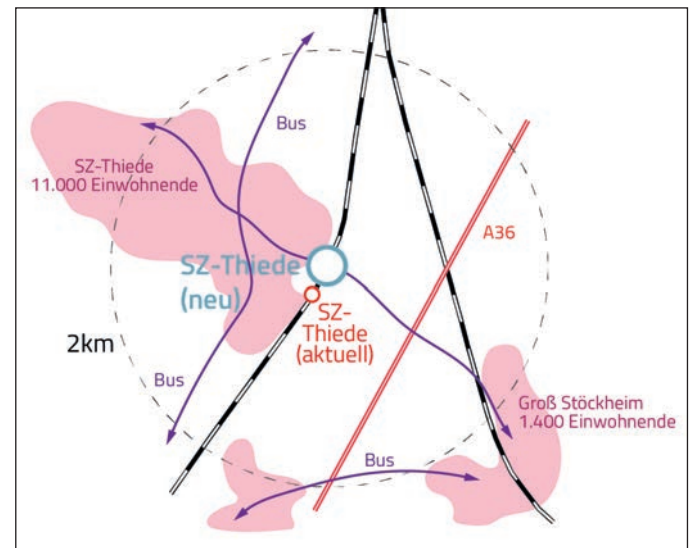 Bus
SZ-Thiede
11.000 Einwohnende
A36
SZ-Thiede
(neu)
SZ-
Thiede
(aktuell)
2km
Bus
Groß Stöckheim
1.400 Einwohnende
Bus